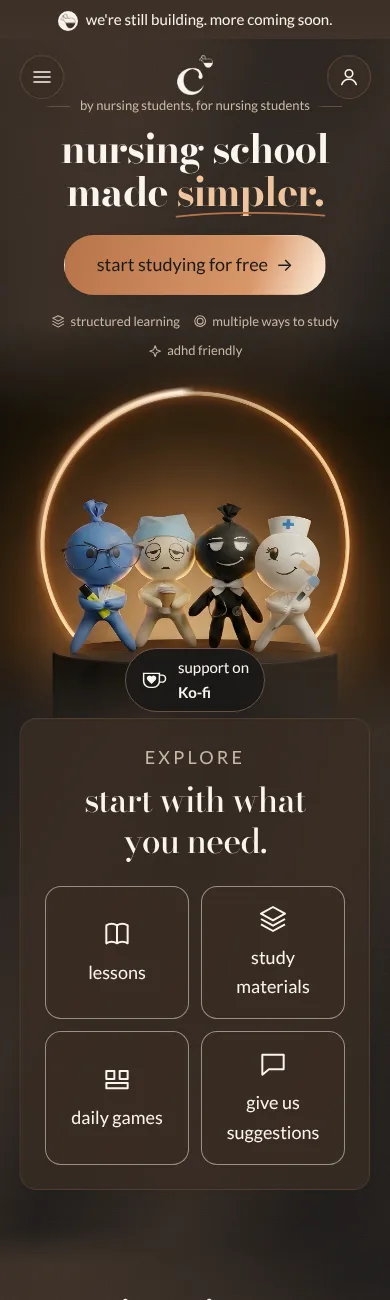 we're still building. more coming soon.
by nursing students, for nursing students
nursing school
made simpler.
start studying for free →
structured learning
multiple ways to study
adhd friendly
support on
Ko-fi
EXPLORE
start with what
you need.
lessons
study
materials
daily games
give us
suggestions